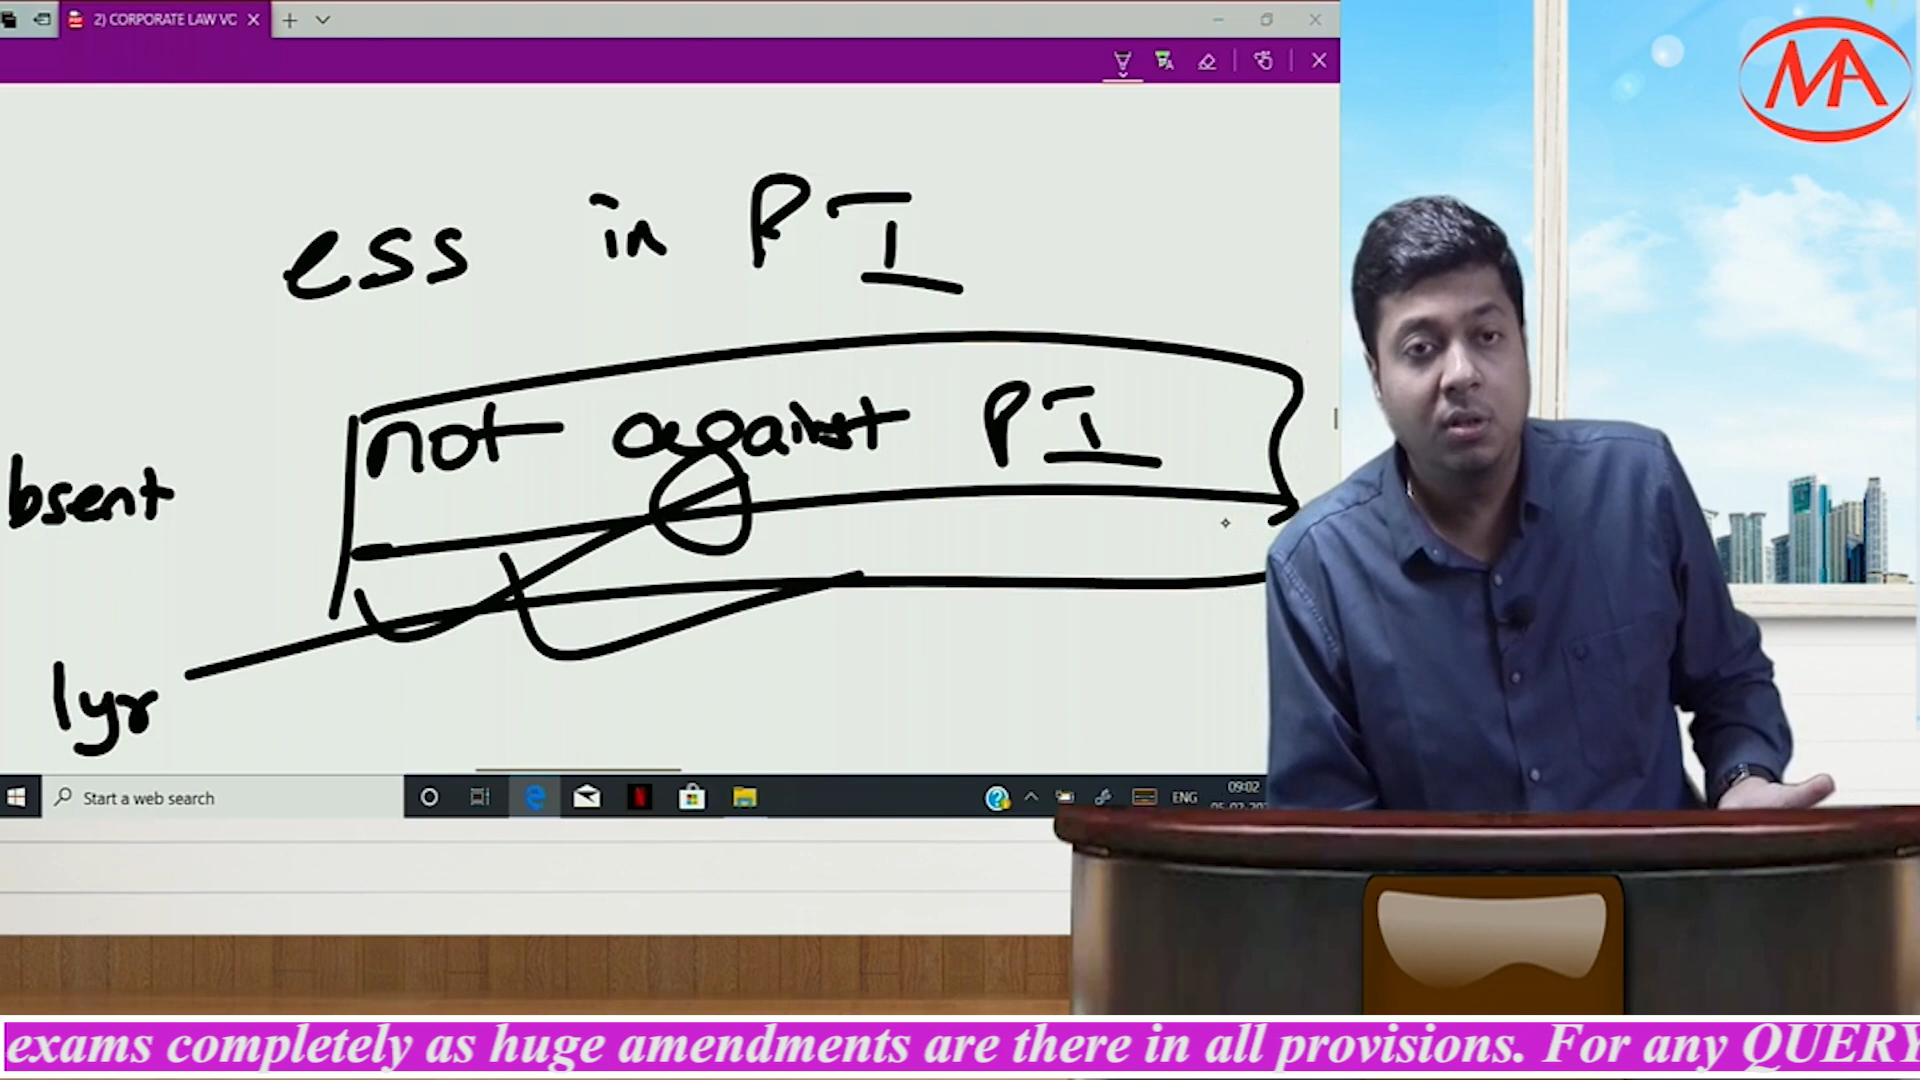 2) CORPORATE LAW VC
ess in PI
not against PI
bsent
1yr
Start a web search
ENG
09:02
MA
exams completely as huge amendments are there in all provisions. For any QUERY